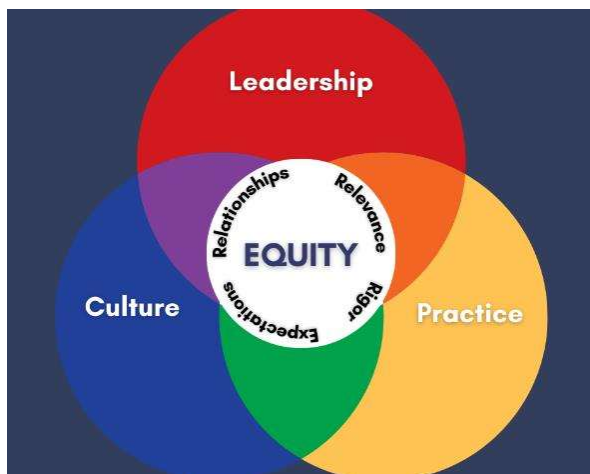 Leadership
Relationships
Relevance
EQUITY
Culture
Practice
Rigor
Expectations